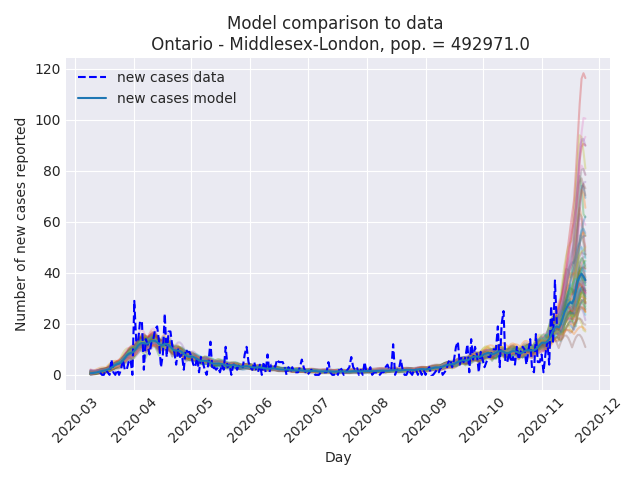 Model comparison to data
Ontario - Middlesex-London, pop. = 492971.0
120
100
80
60
40
20
0
Number of new cases reported
new cases data
new cases model
2020-03
2020-04
2020-05
2020-06
2020-07
2020-08
2020-09
2020-10
2020-11
2020-12
Day